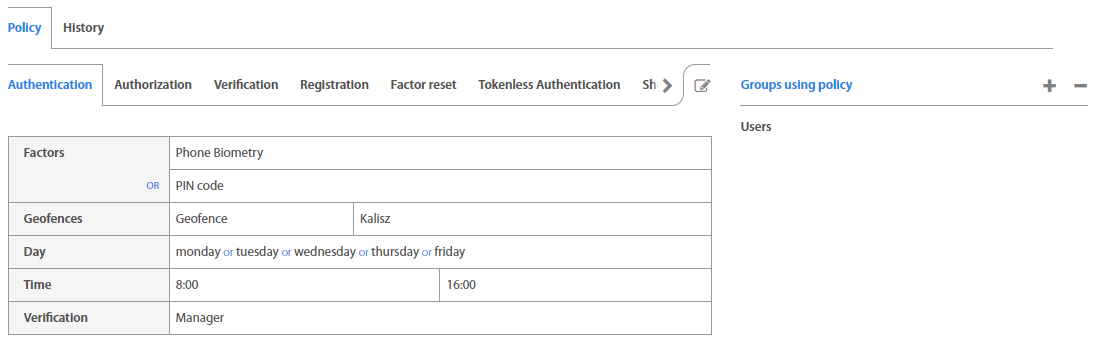 Policy History
Authentication Authorization Verification Registration Factor reset Tokenless Authentication Sh
Groups using policy
Users
Factors Phone Biometry
OR PIN code
Geofences Geofence Kalisz
Day monday or tuesday or wednesday or thursday or friday
Time 8:00 16:00
Verification Manager